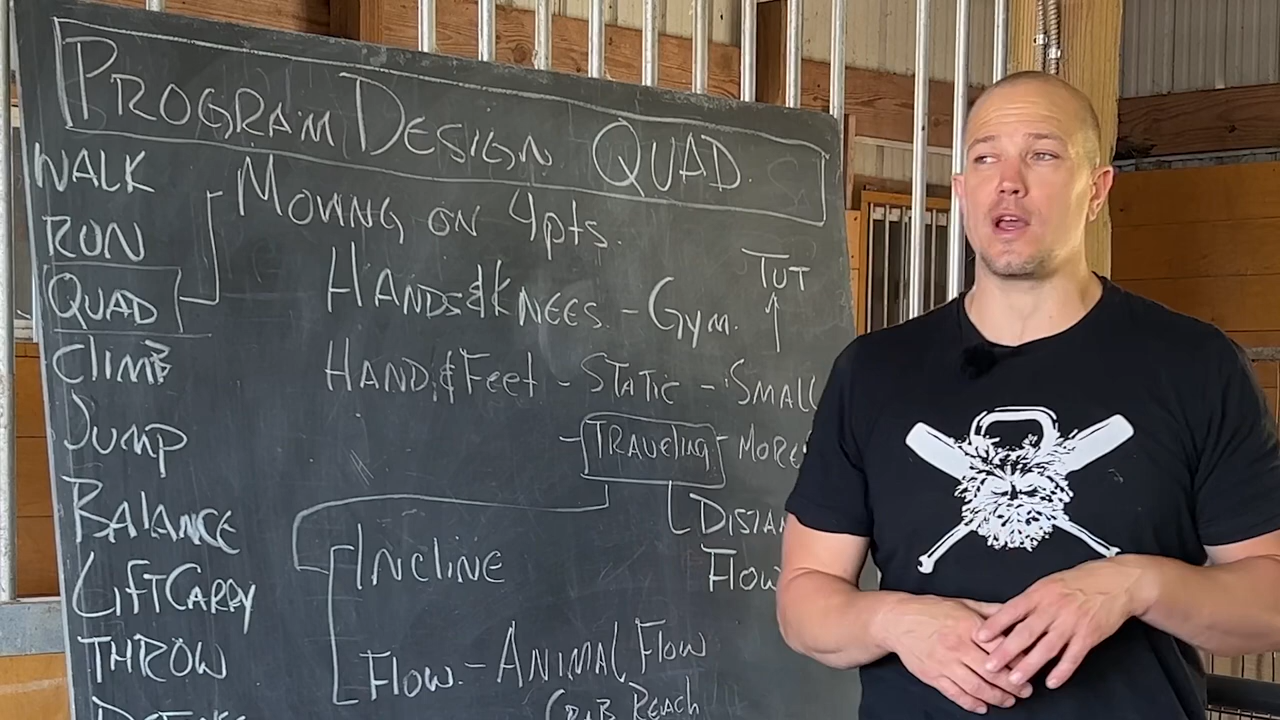 PROGRAM DESIGN QUAD.
WALK
RUN
QUAD
CLIMB
JUMP
BALANCE
LIFTCARRY
THROW
MOVING ON 4pts.
HANDS&KNEES. - GYM.
TUT
HAND&FEET - STATIC - SMALL
- TRAVELING - MORE
DISTAN
FLOW
INCLINE
FLOW. - ANIMAL FLOW
CRAB REACH